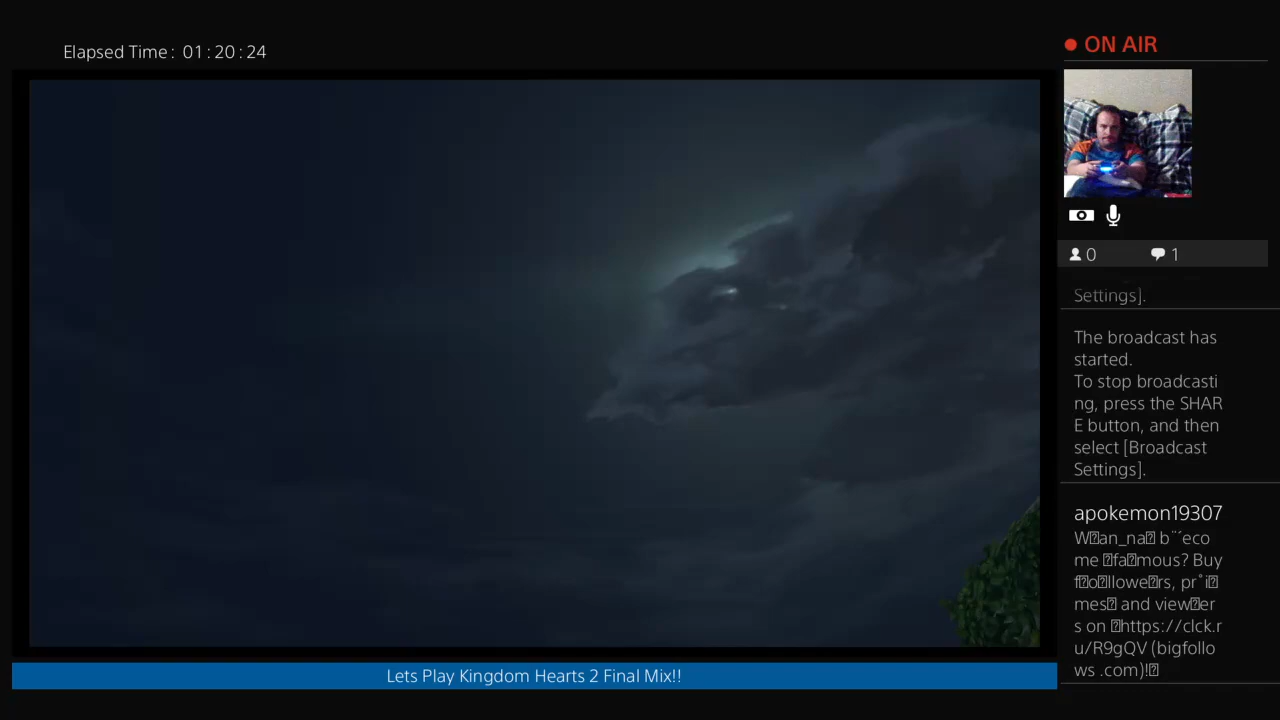 Elapsed Time: 01:20:24
ON AIR
0
1
Settings].
The broadcast has
started.
To stop broadcasti
ng, press the SHAR
E button, and then
select [Broadcast
Settings].
apokemon19307
W�an_na� b¨´eco
me �fa�mous? Buy
f�o�llowe�rs, pr˚i�
mes� and view�er
s on �https://clck.r
u/R9gQV (bigfollo
ws .com)!�
Lets Play Kingdom Hearts 2 Final Mix!!